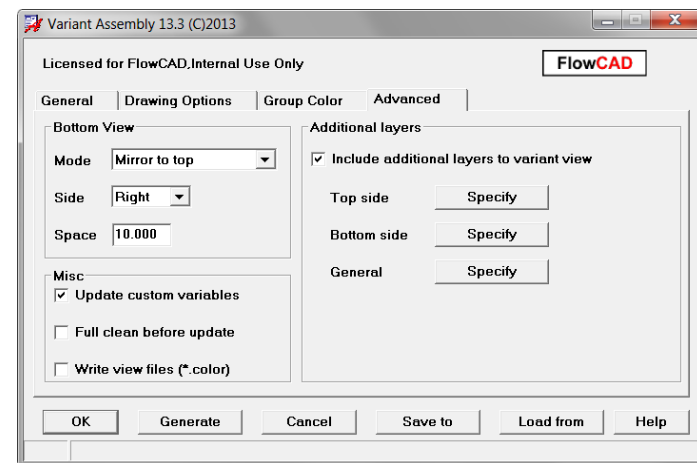 Variant Assembly 13.3 (C)2013
Licensed for FlowCAD,Internal Use Only
FlowCAD
General Drawing Options Group Color Advanced
Bottom View
Mode Mirror to top
Side Right
Space 10.000
Misc
Update custom variables
Full clean before update
Write view files (*.color)
Additional layers
Include additional layers to variant view
Top side Specify
Bottom side Specify
General Specify
OK Generate Cancel Save to Load from Help